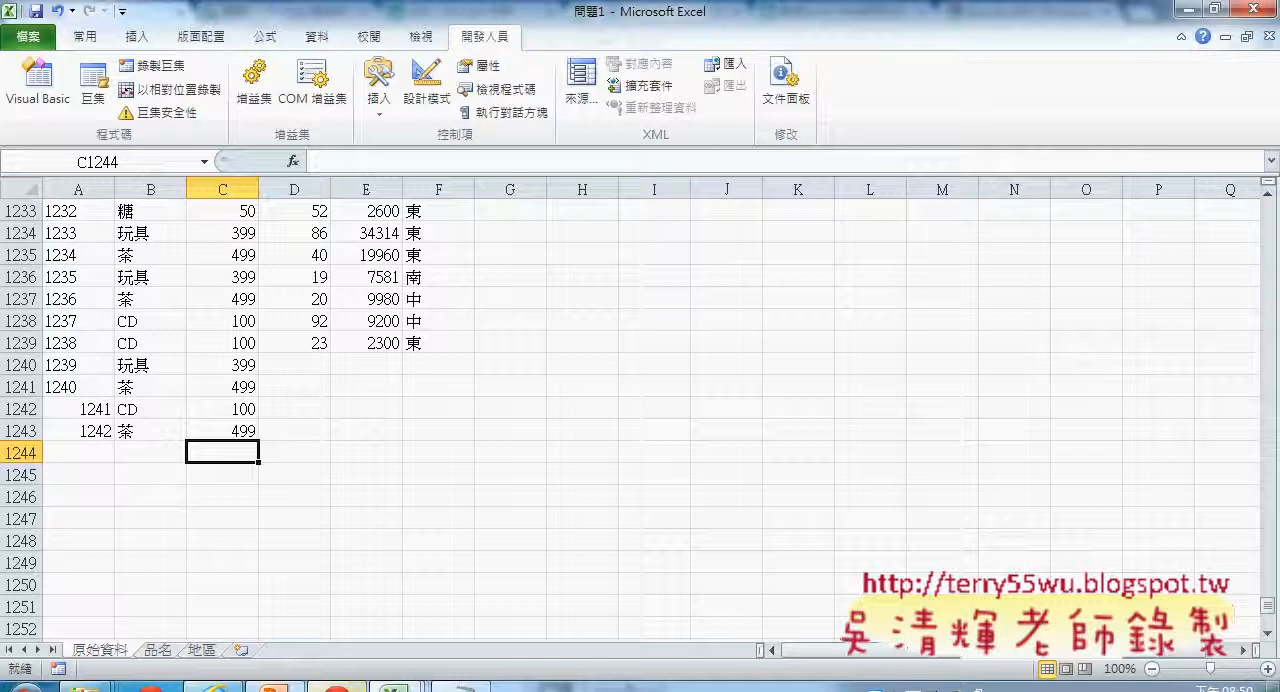 問題1 - Microsoft Excel
檔案 常用 插入 版面配置 公式 資料 校閱 檢視 開發人員
Visual Basic 巨集 錄製巨集 以相對位置錄製 巨集安全性 增益集 COM 增益集 插入 設計模式 屬性 檢視程式碼 執行對話方塊 來源... 對應內容 擴充套件 重新整理資料 匯入 匯出 文件面板
程式碼 增益集 控制項 XML 修改
C1244 fx
A B C D E F G H I J K L M N O P Q
1233 1232 糖 50 52 2600 東
1234 1233 玩具 399 86 34314 東
1235 1234 茶 499 40 19960 東
1236 1235 玩具 399 19 7581 南
1237 1236 茶 499 20 9980 中
1238 1237 CD 100 92 9200 中
1239 1238 CD 100 23 2300 東
1240 1239 玩具 399
1241 1240 茶 499
1242 1241 CD 100
1243 1242 茶 499
1244
1245
1246
1247
1248
1249
1250
1251
1252
http://terry55wu.blogspot.tw
吳清輝老師錄製
原始資料 品名 地區
就緒 100%
下午 08:50